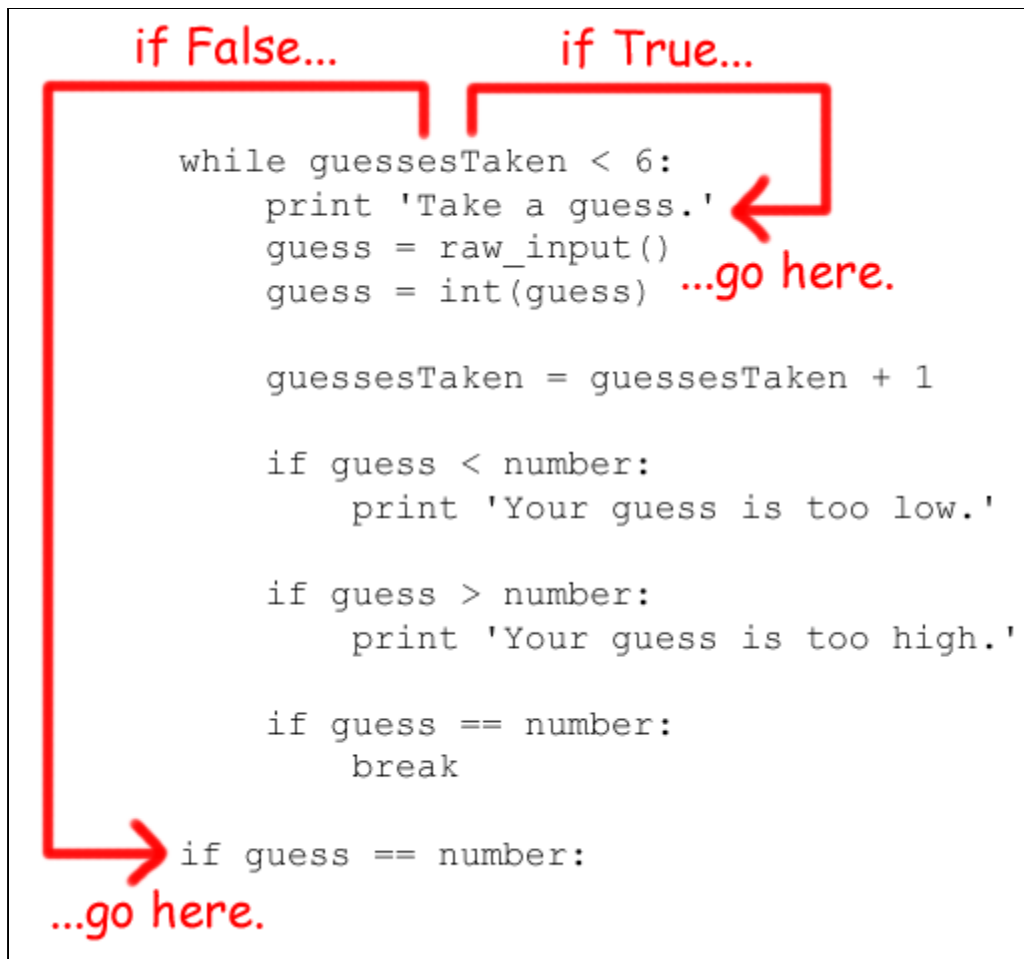 if False... if True...
while guessesTaken < 6:
    print 'Take a guess.'
    guess = raw_input()
...go here.
    guess = int(guess)

    guessesTaken = guessesTaken + 1

    if guess < number:
        print 'Your guess is too low.'

    if guess > number:
        print 'Your guess is too high.'

    if guess == number:
        break

if guess == number:
...go here.